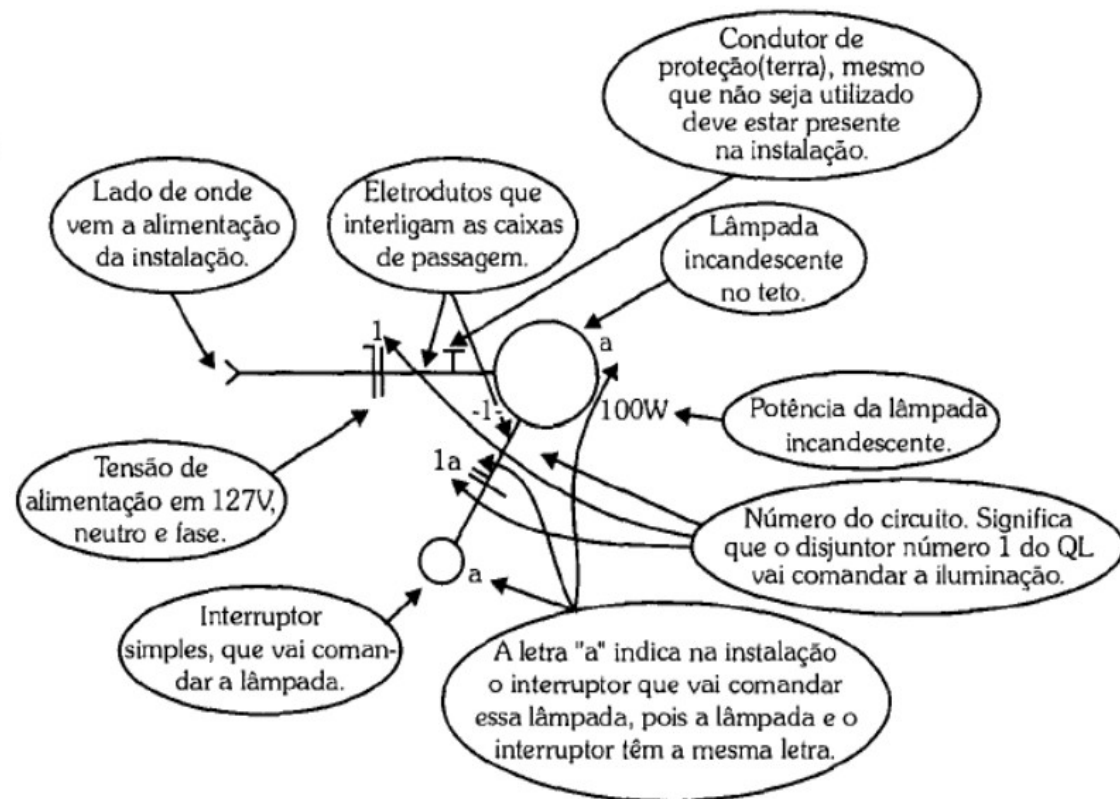 Condutor de
proteção(terra), mesmo
que não seja utilizado
deve estar presente
na instalação.
Lado de onde
vem a alimentação
da instalação.
Eletrodutos que
interligam as caixas
de passagem.
Lâmpada
incandescente
no teto.
1
a
-1-
100W
Potência da lâmpada
incandescente.
1a
Tensão de
alimentação em 127V,
neutro e fase.
Número do circuito. Significa
que o disjuntor número 1 do QL
vai comandar a iluminação.
a
Interruptor
simples, que vai coman-
dar a lâmpada.
A letra "a" indica na instalação
o interruptor que vai comandar
essa lâmpada, pois a lâmpada e o
interruptor têm a mesma letra.